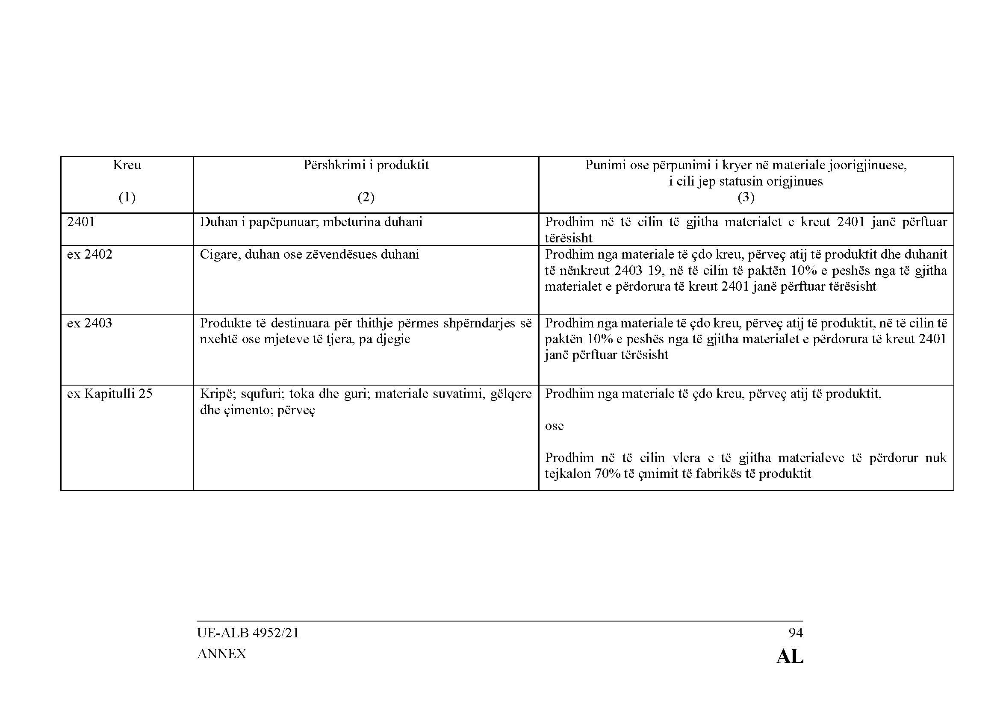 Kreu
(1)
Përshkrimi i produktit
(2)
Punimi ose përpunimi i kryer në materiale joorigjinuese,
i cili jep statusin origjinues
(3)
2401
Duhan i papëpunuar; mbeturina duhani
Prodhim në të cilin të gjitha materialet e kreut 2401 janë përftuar
tërësisht
ex 2402
Cigare, duhan ose zëvendësues duhani
Prodhim nga materiale të çdo kreu, përveç atij të produktit dhe duhanit
të nënkreut 2403 19, në të cilin të paktën 10% e peshës nga të gjitha
materialet e përdorura të kreut 2401 janë përftuar tërësisht
ex 2403
Produkte të destinuara për thithje përmes shpërndarjes së
nxehtë ose mjeteve të tjera, pa djegie
Prodhim nga materiale të çdo kreu, përveç atij të produktit, në të cilin të
paktën 10% e peshës nga të gjitha materialet e përdorura të kreut 2401
janë përftuar tërësisht
ex Kapitulli 25
Kripë; squfuri; toka dhe guri; materiale suvatimi, gëlqere
dhe çimento; përveç
Prodhim nga materiale të çdo kreu, përveç atij të produktit,
ose
Prodhim në të cilin vlera e të gjitha materialeve të përdorur nuk
tejkalon 70% të çmimit të fabrikës të produktit
UE-ALB 4952/21
94
ANNEX
AL